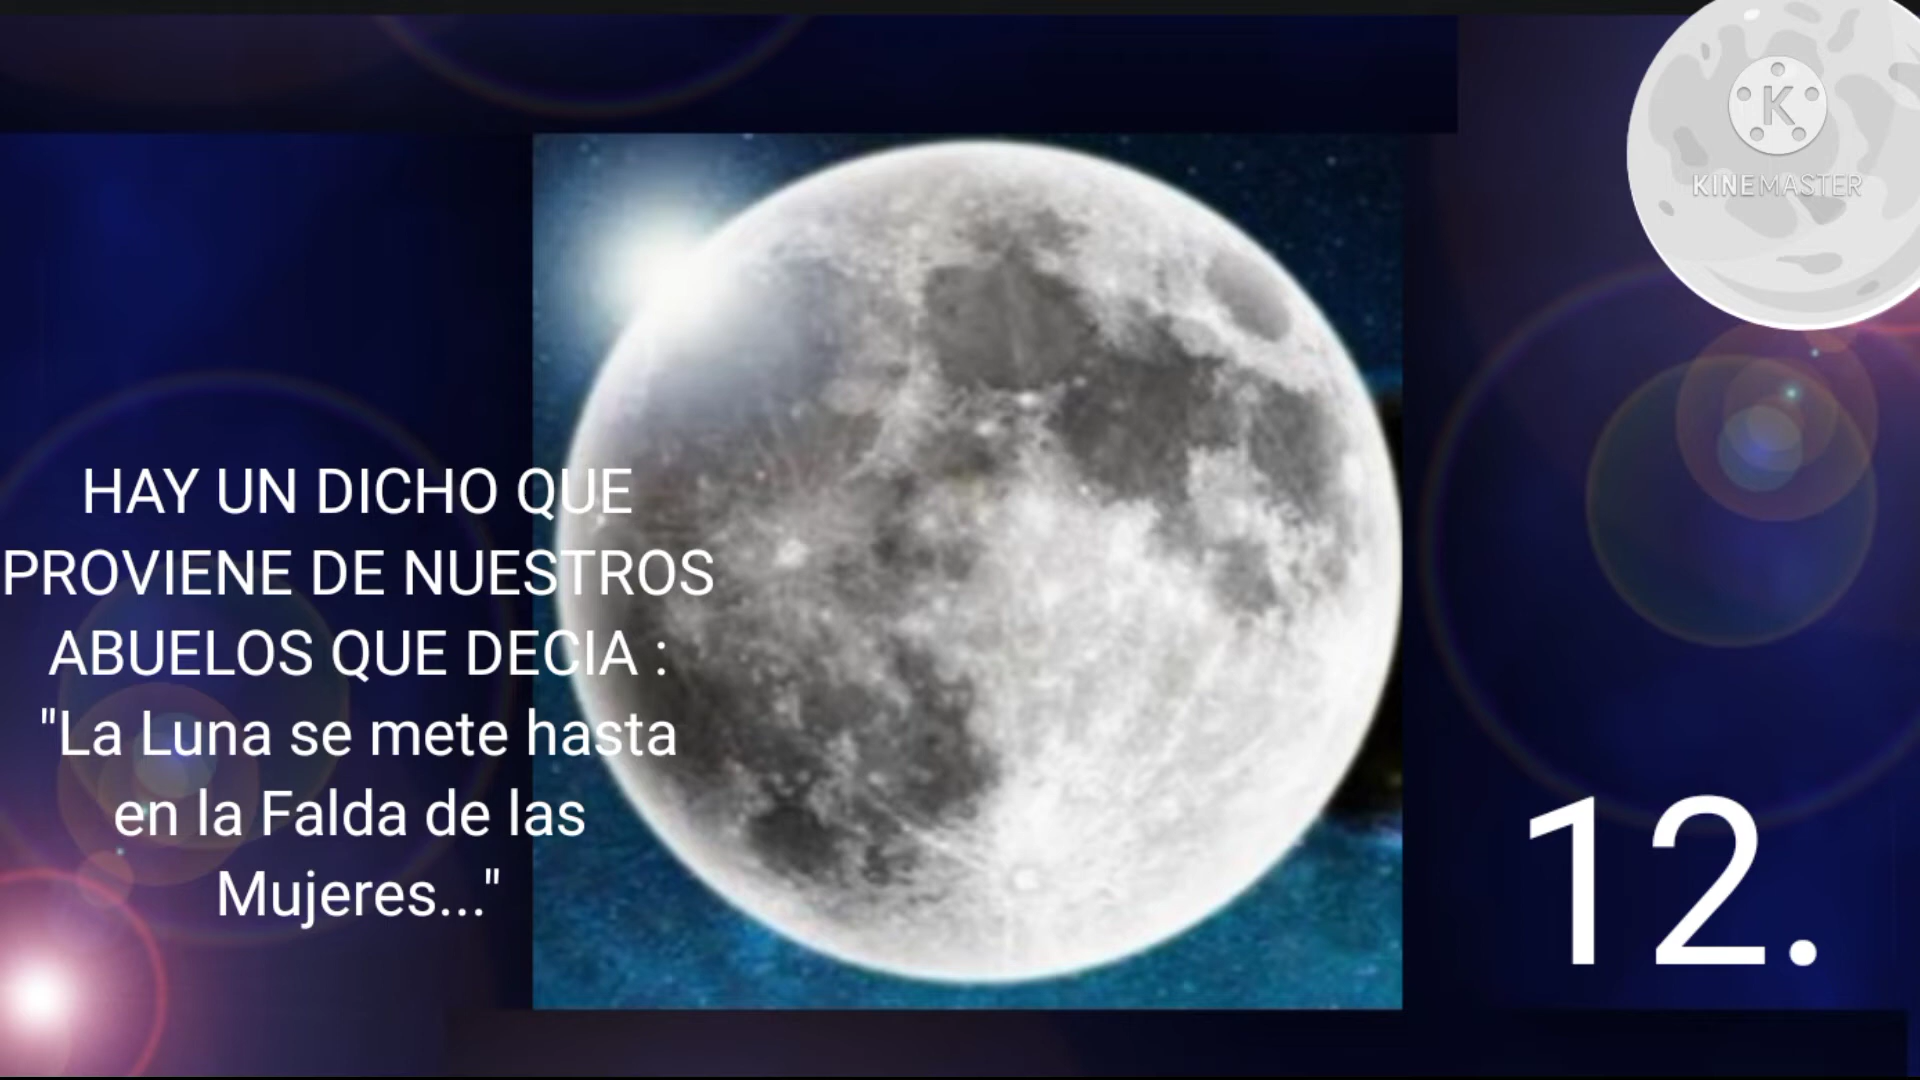 KINEMASTER
HAY UN DICHO QUE
PROVIENE DE NUESTROS
ABUELOS QUE DECIA :
"La Luna se mete hasta
en la Falda de las
Mujeres..."
12.